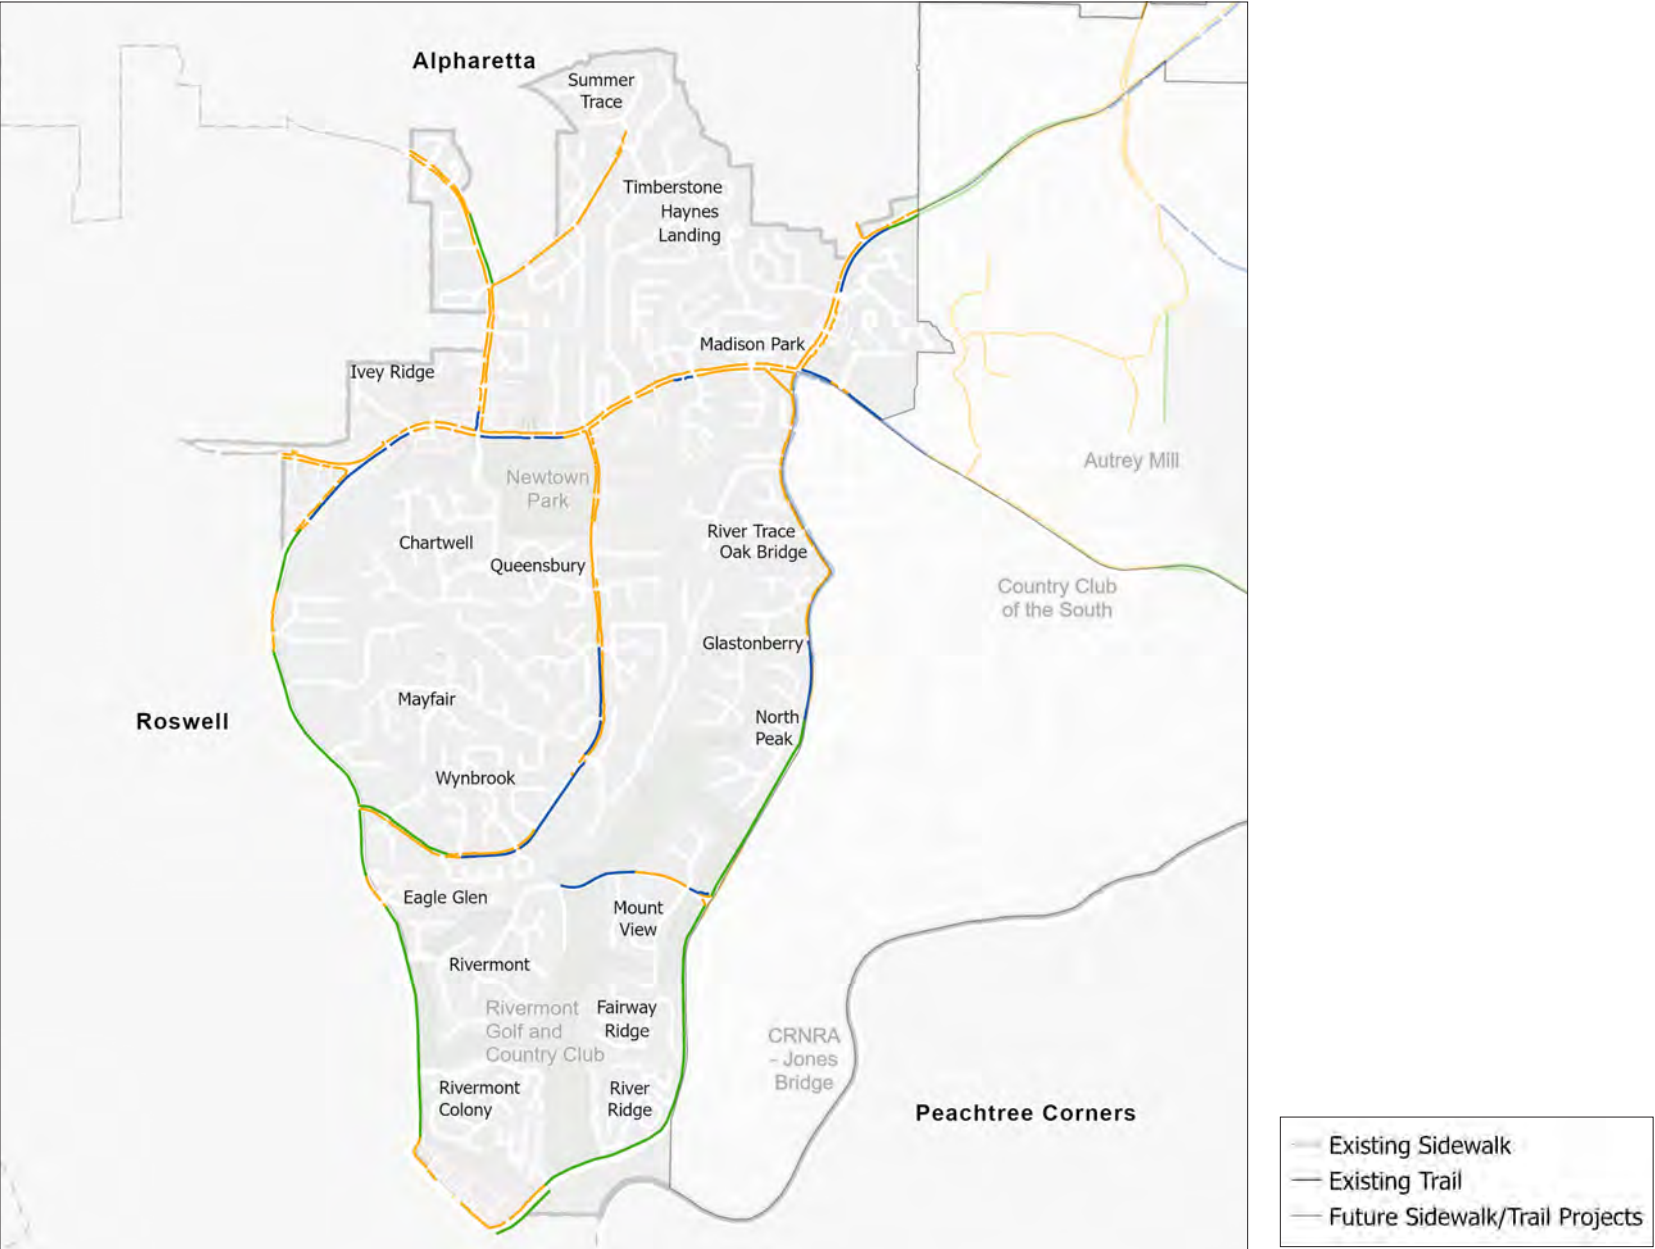 Alpharetta
Summer
Trace
Timberstone
Haynes
Landing
Madison Park
Ivey Ridge
Newtown
Park
Autrey Mill
Chartwell
River Trace
Oak Bridge
Queensbury
Country Club
of the South
Glastonberry
Mayfair
Roswell
North
Peak
Wynbrook
Eagle Glen
Mount
View
Rivermont
Rivermont
Golf and
Country Club
Fairway
Ridge
CRNRA
- Jones
Bridge
Rivermont
Colony
River
Ridge
Peachtree Corners
Existing Sidewalk
Existing Trail
Future Sidewalk/Trail Projects